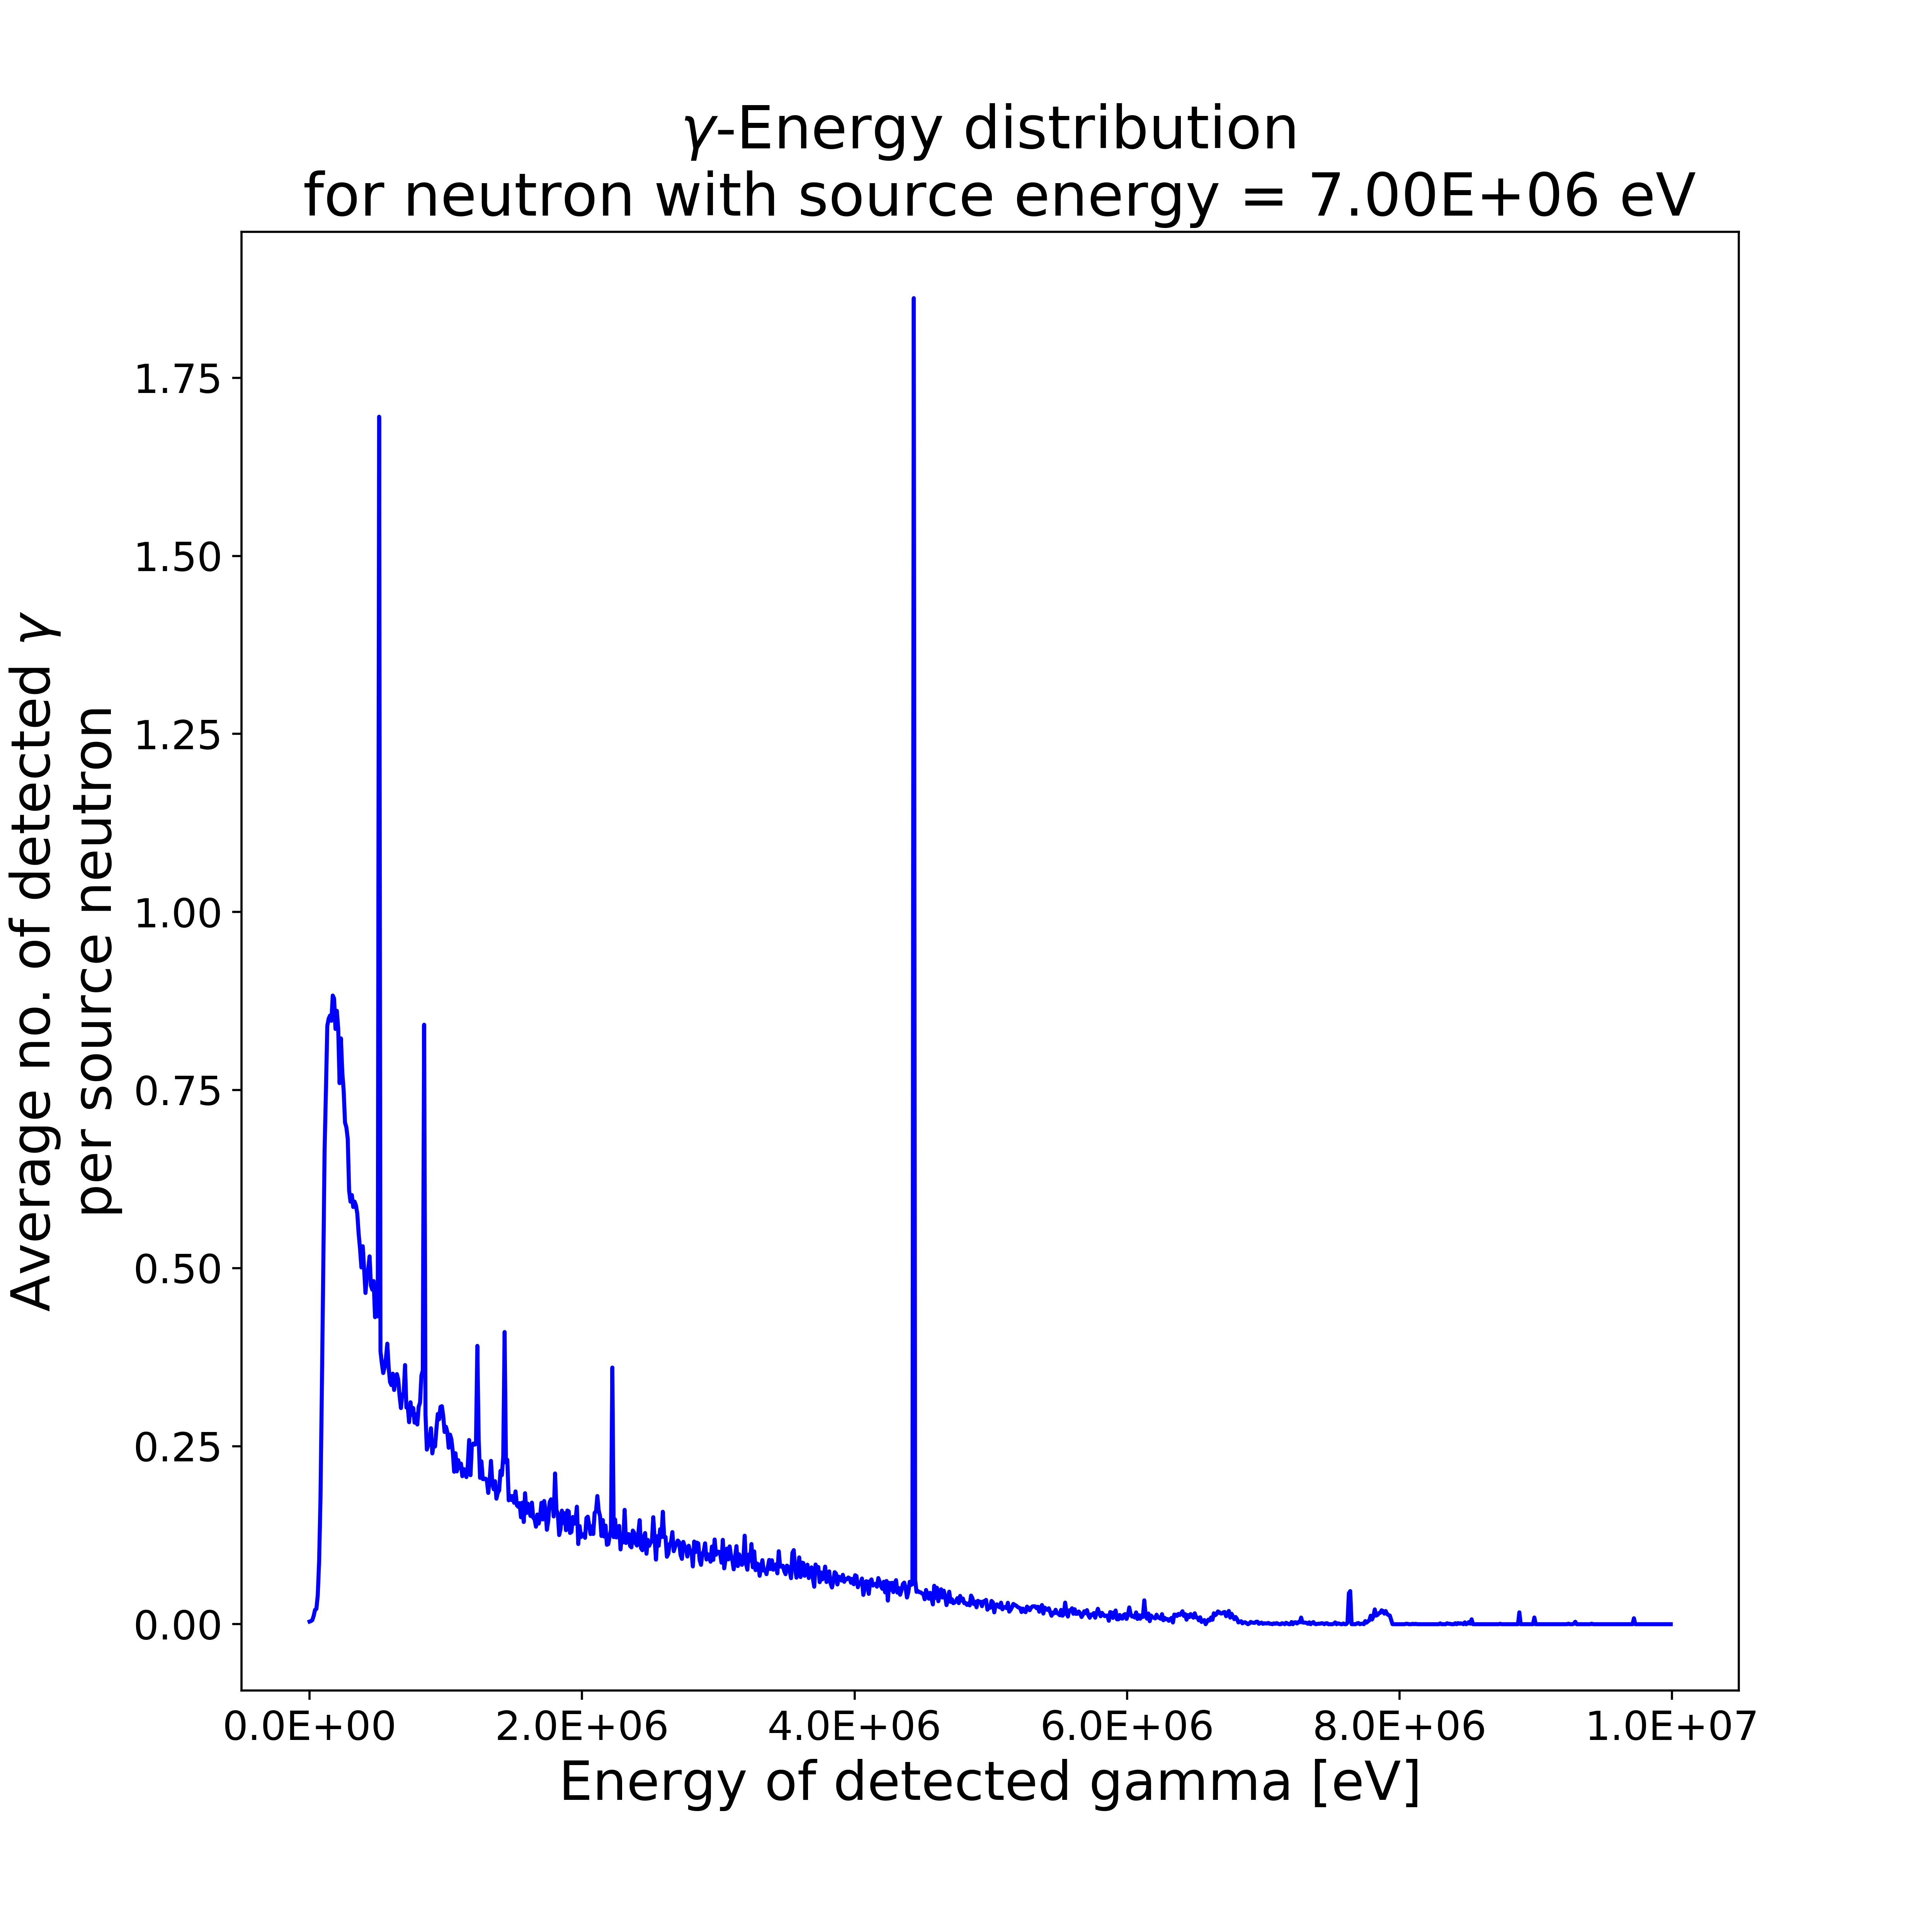 γ-Energy distribution
for neutron with source energy = 7.00E+06 eV
Average no. of detected γ
per source neutron
1.75
1.50
1.25
1.00
0.75
0.50
0.25
0.00
0.0E+00 2.0E+06 4.0E+06 6.0E+06 8.0E+06 1.0E+07
Energy of detected gamma [eV]